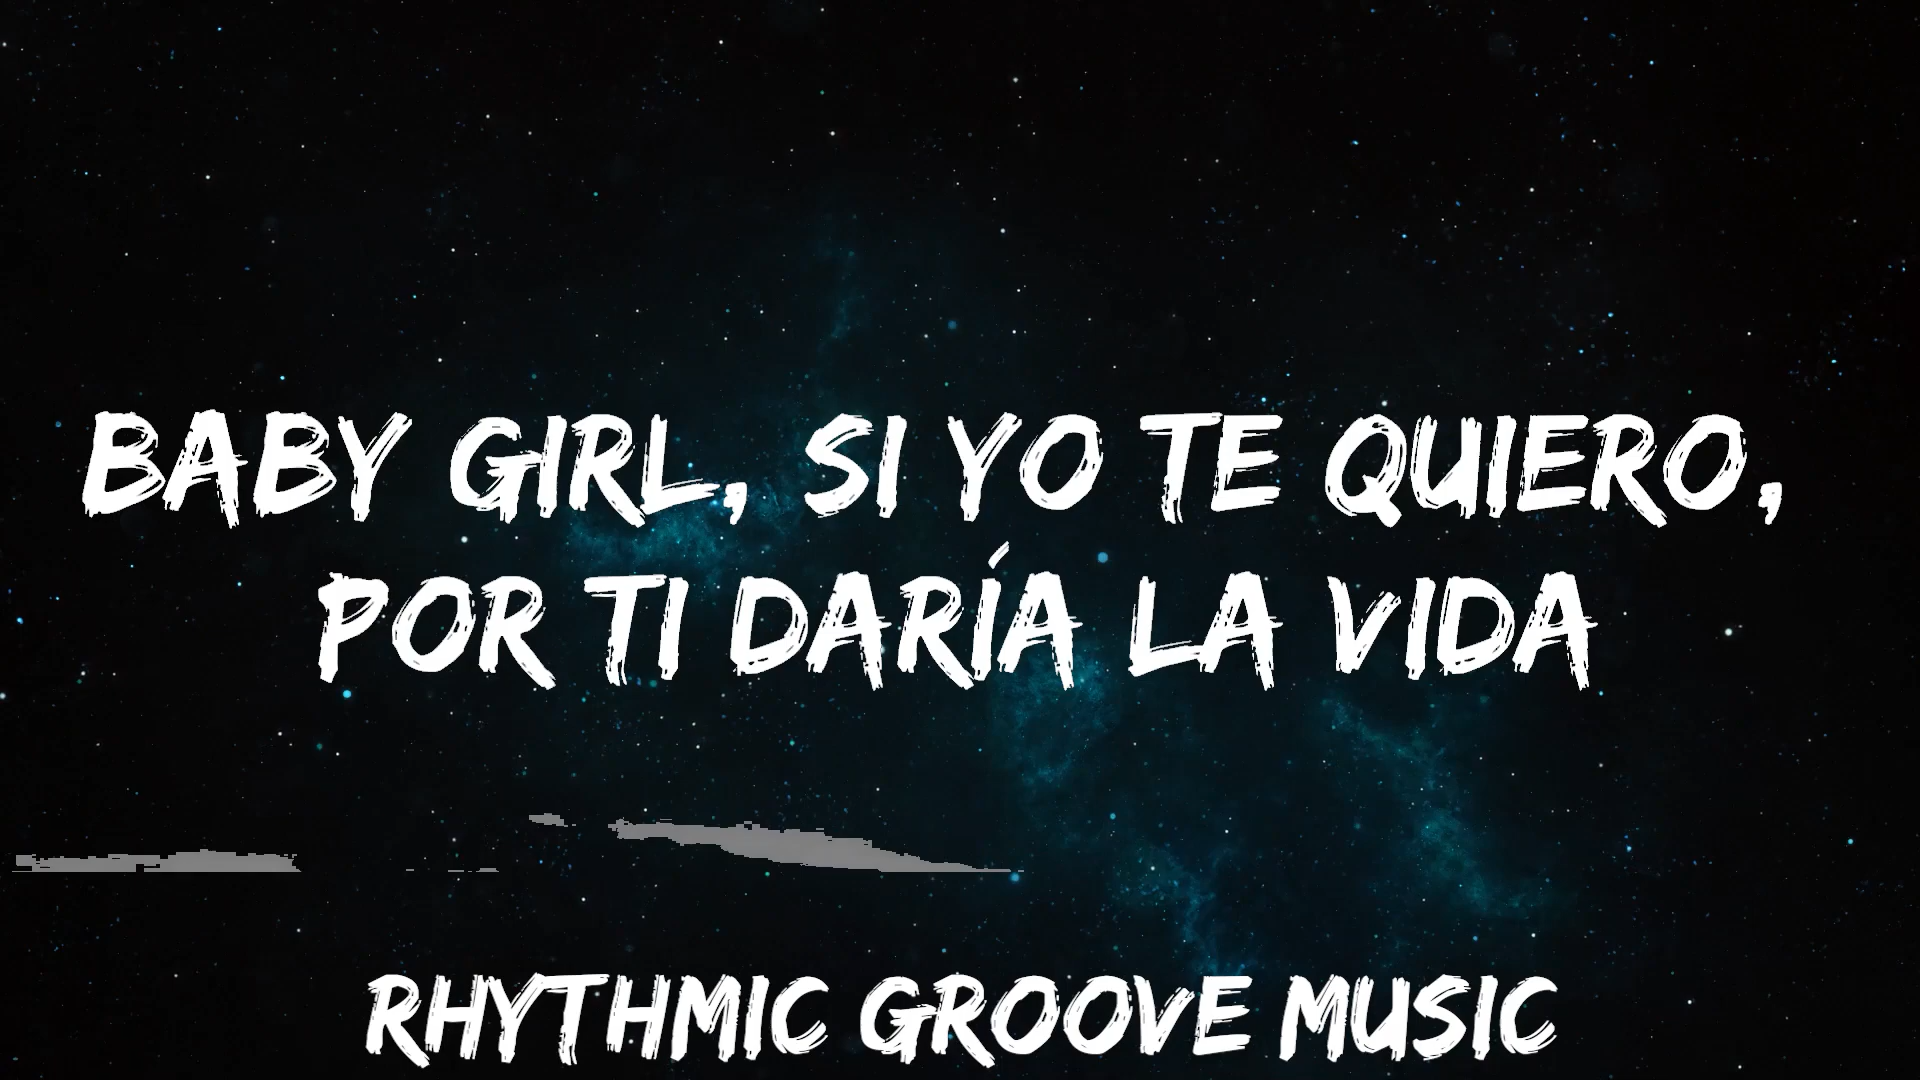 BABY GIRL, SI YO TE QUIERO,
POR TI DARÍA LA VIDA
RHYTHMIC GROOVE MUSIC